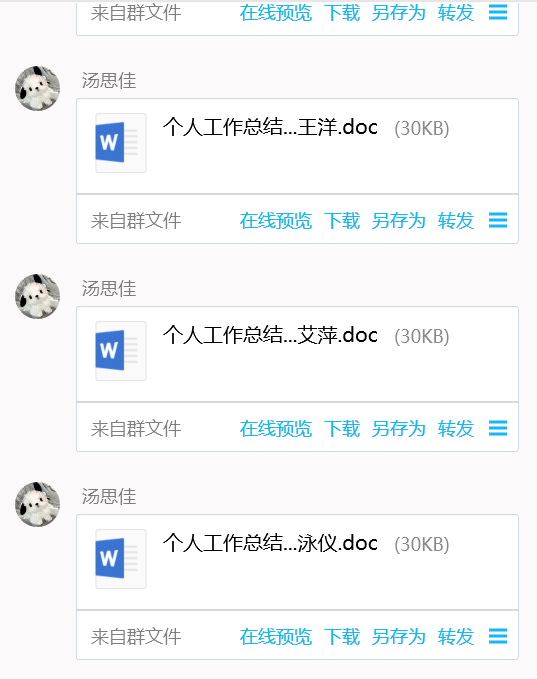 来自群文件 在线预览 下载 另存为 转发
汤思佳
个人工作总结...王洋.doc (30KB)
W
来自群文件 在线预览 下载 另存为 转发
汤思佳
个人工作总结...艾萍.doc (30KB)
W
来自群文件 在线预览 下载 另存为 转发
汤思佳
个人工作总结...泳仪.doc (30KB)
W
来自群文件 在线预览 下载 另存为 转发